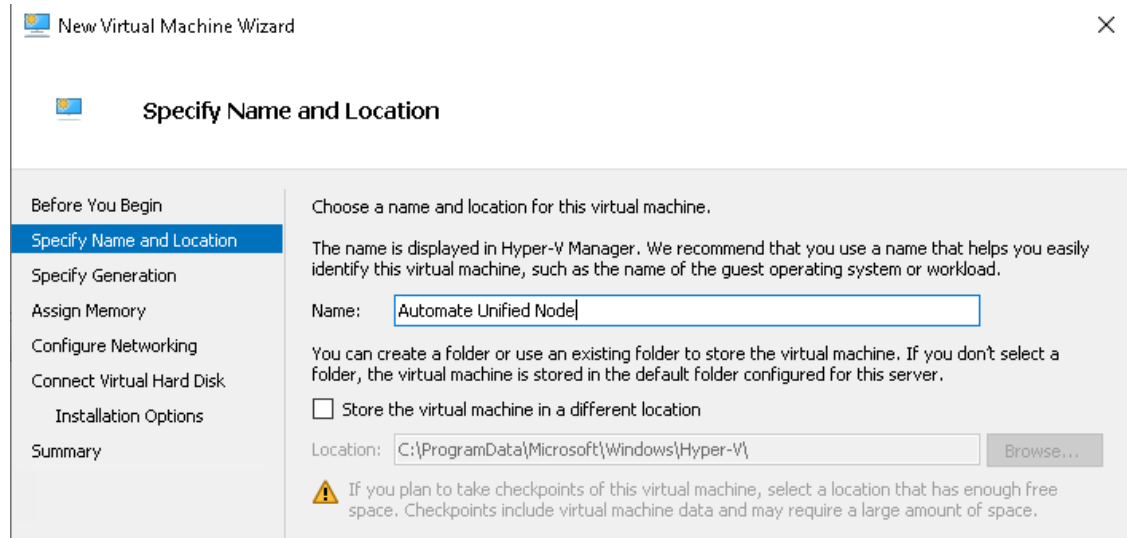 New Virtual Machine Wizard
Specify Name and Location
Before You Begin
Specify Name and Location
Specify Generation
Assign Memory
Configure Networking
Connect Virtual Hard Disk
Installation Options
Summary
Choose a name and location for this virtual machine.
The name is displayed in Hyper-V Manager. We recommend that you use a name that helps you easily
identify this virtual machine, such as the name of the guest operating system or workload.
Name: Automate Unified Node
You can create a folder or use an existing folder to store the virtual machine. If you don't select a
folder, the virtual machine is stored in the default folder configured for this server.
Store the virtual machine in a different location
Location: C:\ProgramData\Microsoft\Windows\Hyper-V\ Browse...
If you plan to take checkpoints of this virtual machine, select a location that has enough free
space. Checkpoints include virtual machine data and may require a large amount of space.